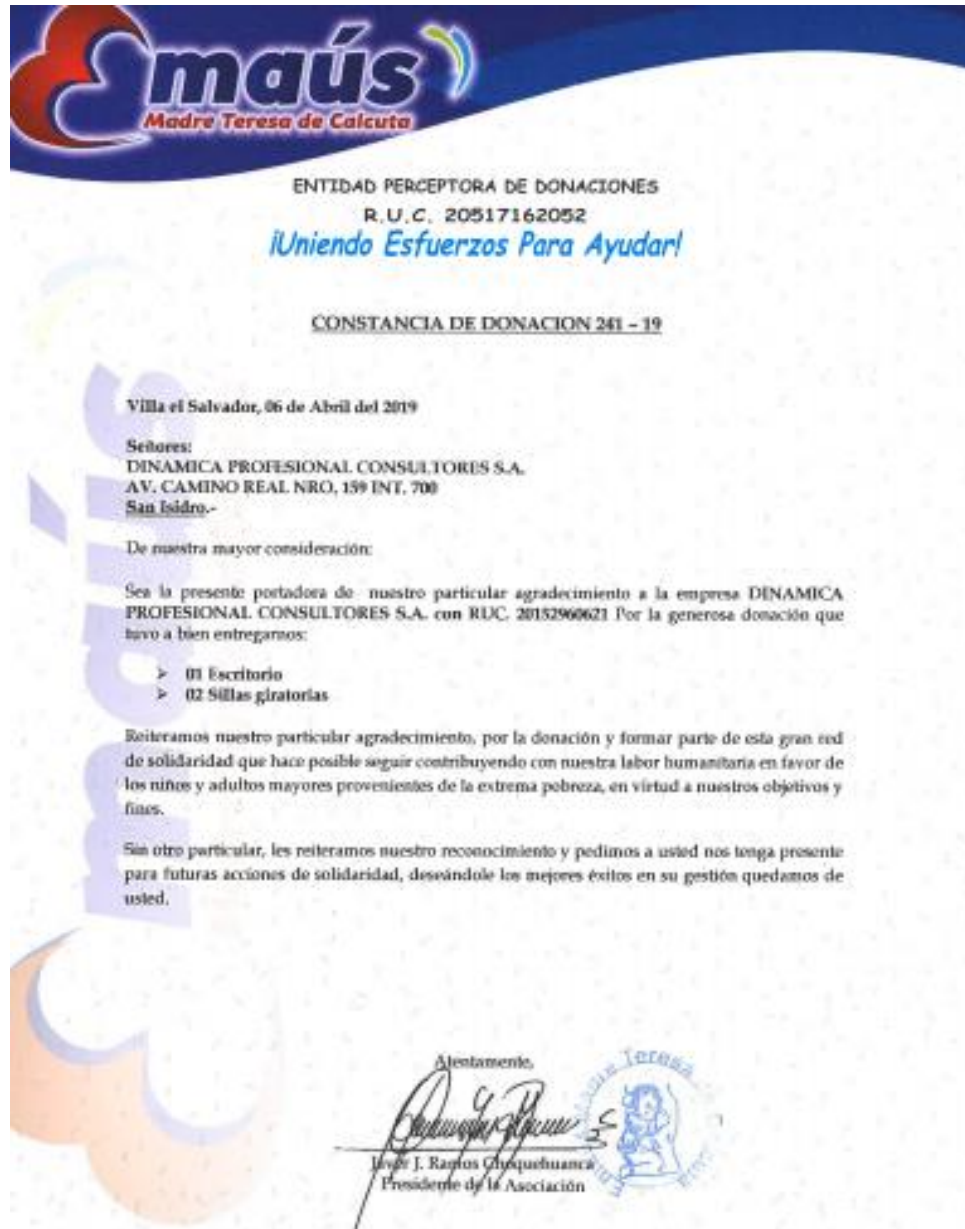 Emaús
Madre Teresa de Calcuta
ENTIDAD PERCEPTORA DE DONACIONES
R.U.C. 20517162052
¡Uniendo Esfuerzos Para Ayudar!
CONSTANCIA DE DONACION 241 – 19
Villa el Salvador, 06 de Abril del 2019
Señores:
DINAMICA PROFESIONAL CONSULTORES S.A.
AV. CAMINO REAL NRO, 159 INT. 700
San Isidro.-
De nuestra mayor consideración:
Sea la presente portadora de nuestro particular agradecimiento a la empresa DINAMICA
PROFESIONAL CONSULTORES S.A. con RUC. 20152960621 Por la generosa donación que
tuvo a bien entregarnos:
➢ 01 Escritorio
➢ 02 Sillas giratorias
Reiteramos nuestro particular agradecimiento, por la donación y formar parte de esta gran red
de solidaridad que hace posible seguir contribuyendo con nuestra labor humanitaria en favor de
los niños y adultos mayores provenientes de la extrema pobreza, en virtud a nuestros objetivos y
fines.
Sin otro particular, les reiteramos nuestro reconocimiento y pedimos a usted nos tenga presente
para futuras acciones de solidaridad, deseándole los mejores éxitos en su gestión quedamos de
usted.
Atentamente,
Javier J. Ramos Choquehuanca
Presidente de la Asociación
Madre Teresa
maús